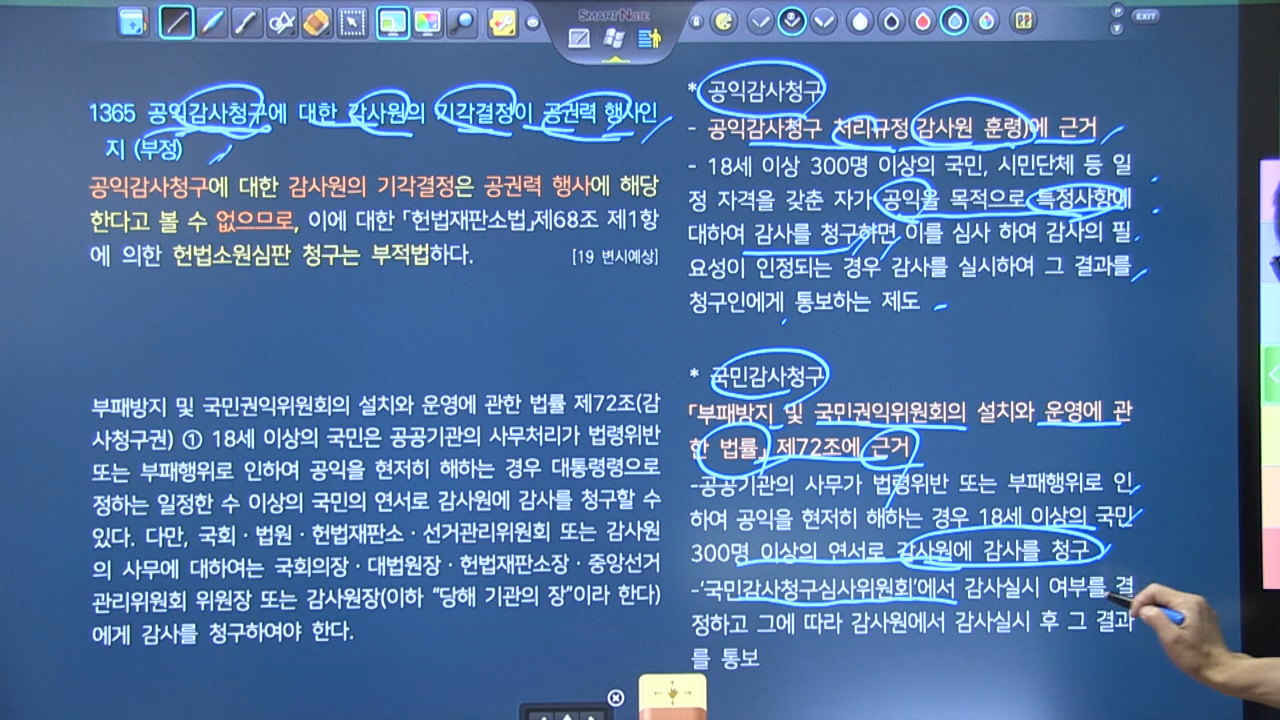 SMARTNOTE
EXIT
1365 공익감사청구에 대한 감사원의 기각결정이 공권력 행사인
지 (부정)
공익감사청구에 대한 감사원의 기각결정은 공권력 행사에 해당
한다고 볼 수 없으므로, 이에 대한 ｢헌법재판소법｣제68조 제1항
에 의한 헌법소원심판 청구는 부적법하다. [19 변시예상]
부패방지 및 국민권익위원회의 설치와 운영에 관한 법률 제72조(감
사청구권) ① 18세 이상의 국민은 공공기관의 사무처리가 법령위반
또는 부패행위로 인하여 공익을 현저히 해하는 경우 대통령령으로
정하는 일정한 수 이상의 국민의 연서로 감사원에 감사를 청구할 수
있다. 다만, 국회·법원·헌법재판소·선거관리위원회 또는 감사원
의 사무에 대하여는 국회의장·대법원장·헌법재판소장·중앙선거
관리위원회 위원장 또는 감사원장(이하 “당해 기관의 장”이라 한다)
에게 감사를 청구하여야 한다.
* 공익감사청구
- 공익감사청구 처리규정(감사원 훈령)에 근거
- 18세 이상 300명 이상의 국민, 시민단체 등 일
정 자격을 갖춘 자가 공익을 목적으로 특정사항에
대하여 감사를 청구하면 이를 심사 하여 감사의 필
요성이 인정되는 경우 감사를 실시하여 그 결과를
청구인에게 통보하는 제도
* 국민감사청구
｢부패방지 및 국민권익위원회의 설치와 운영에 관
한 법률｣ 제72조에 근거
-공공기관의 사무가 법령위반 또는 부패행위로 인
하여 공익을 현저히 해하는 경우 18세 이상의 국민
300명 이상의 연서로 감사원에 감사를 청구
-‘국민감사청구심사위원회’에서 감사실시 여부를 결
정하고 그에 따라 감사원에서 감사실시 후 그 결과
를 통보